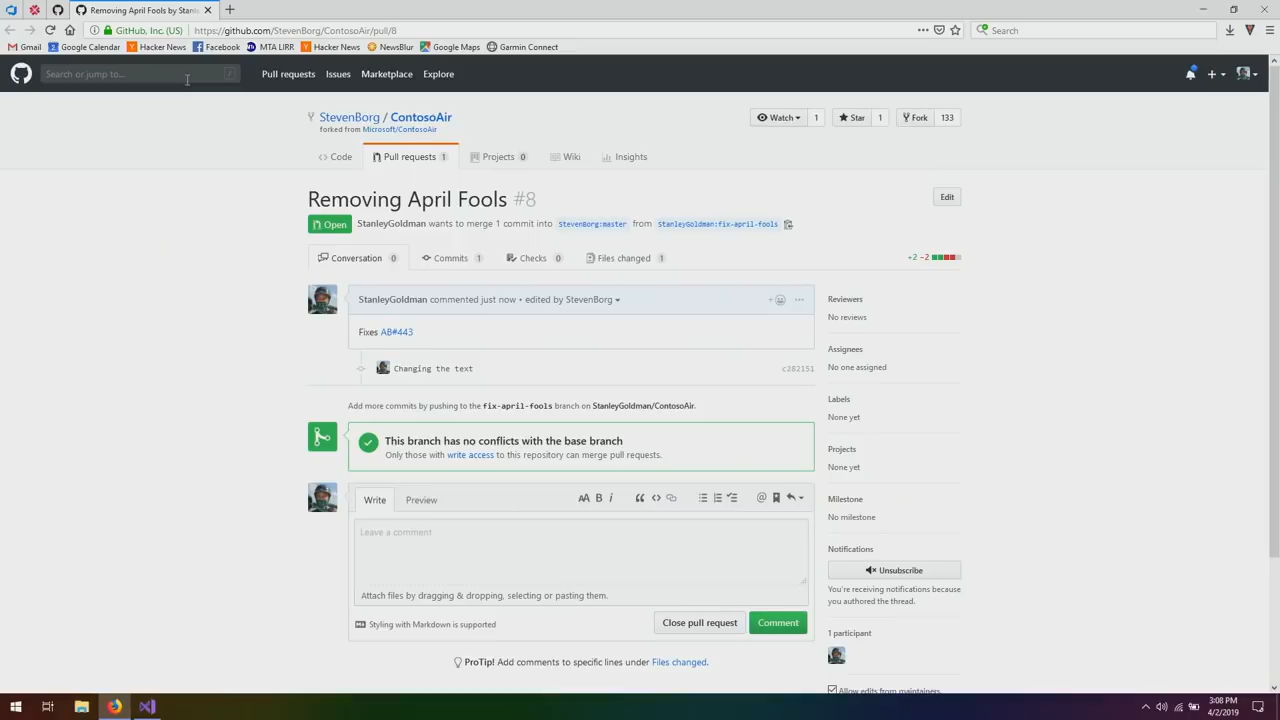 Removing April Fools by Stanle
GitHub, Inc. (US)
https://github.com/StevenBorg/ContosoAir/pull/8
Search
Gmail
Google Calendar
Hacker News
Facebook
MTA LIRR
Hacker News
NewsBlur
Google Maps
Garmin Connect
Search or jump to...
/
Pull requests
Issues
Marketplace
Explore
StevenBorg / ContosoAir
forked from Microsoft/ContosoAir
Watch 1
Star 1
Fork 133
Code
Pull requests 1
Projects 0
Wiki
Insights
Removing April Fools #8
Edit
Open
StanleyGoldman wants to merge 1 commit into StevenBorg:master from StanleyGoldman:fix-april-fools
Conversation 0
Commits 1
Checks 0
Files changed 1
+2 −2
StanleyGoldman commented just now • edited by StevenBorg
Fixes AB#443
Changing the text
c282151
Add more commits by pushing to the fix-april-fools branch on StanleyGoldman/ContosoAir.
This branch has no conflicts with the base branch
Only those with write access to this repository can merge pull requests.
Write
Preview
AA B i
Leave a comment
Attach files by dragging & dropping, selecting or pasting them.
Styling with Markdown is supported
Close pull request
Comment
ProTip! Add comments to specific lines under Files changed.
Reviewers
No reviews
Assignees
No one assigned
Labels
None yet
Projects
None yet
Milestone
No milestone
Notifications
Unsubscribe
You're receiving notifications because
you authored the thread.
1 participant
Allow edits from maintainers.
3:08 PM
4/2/2019